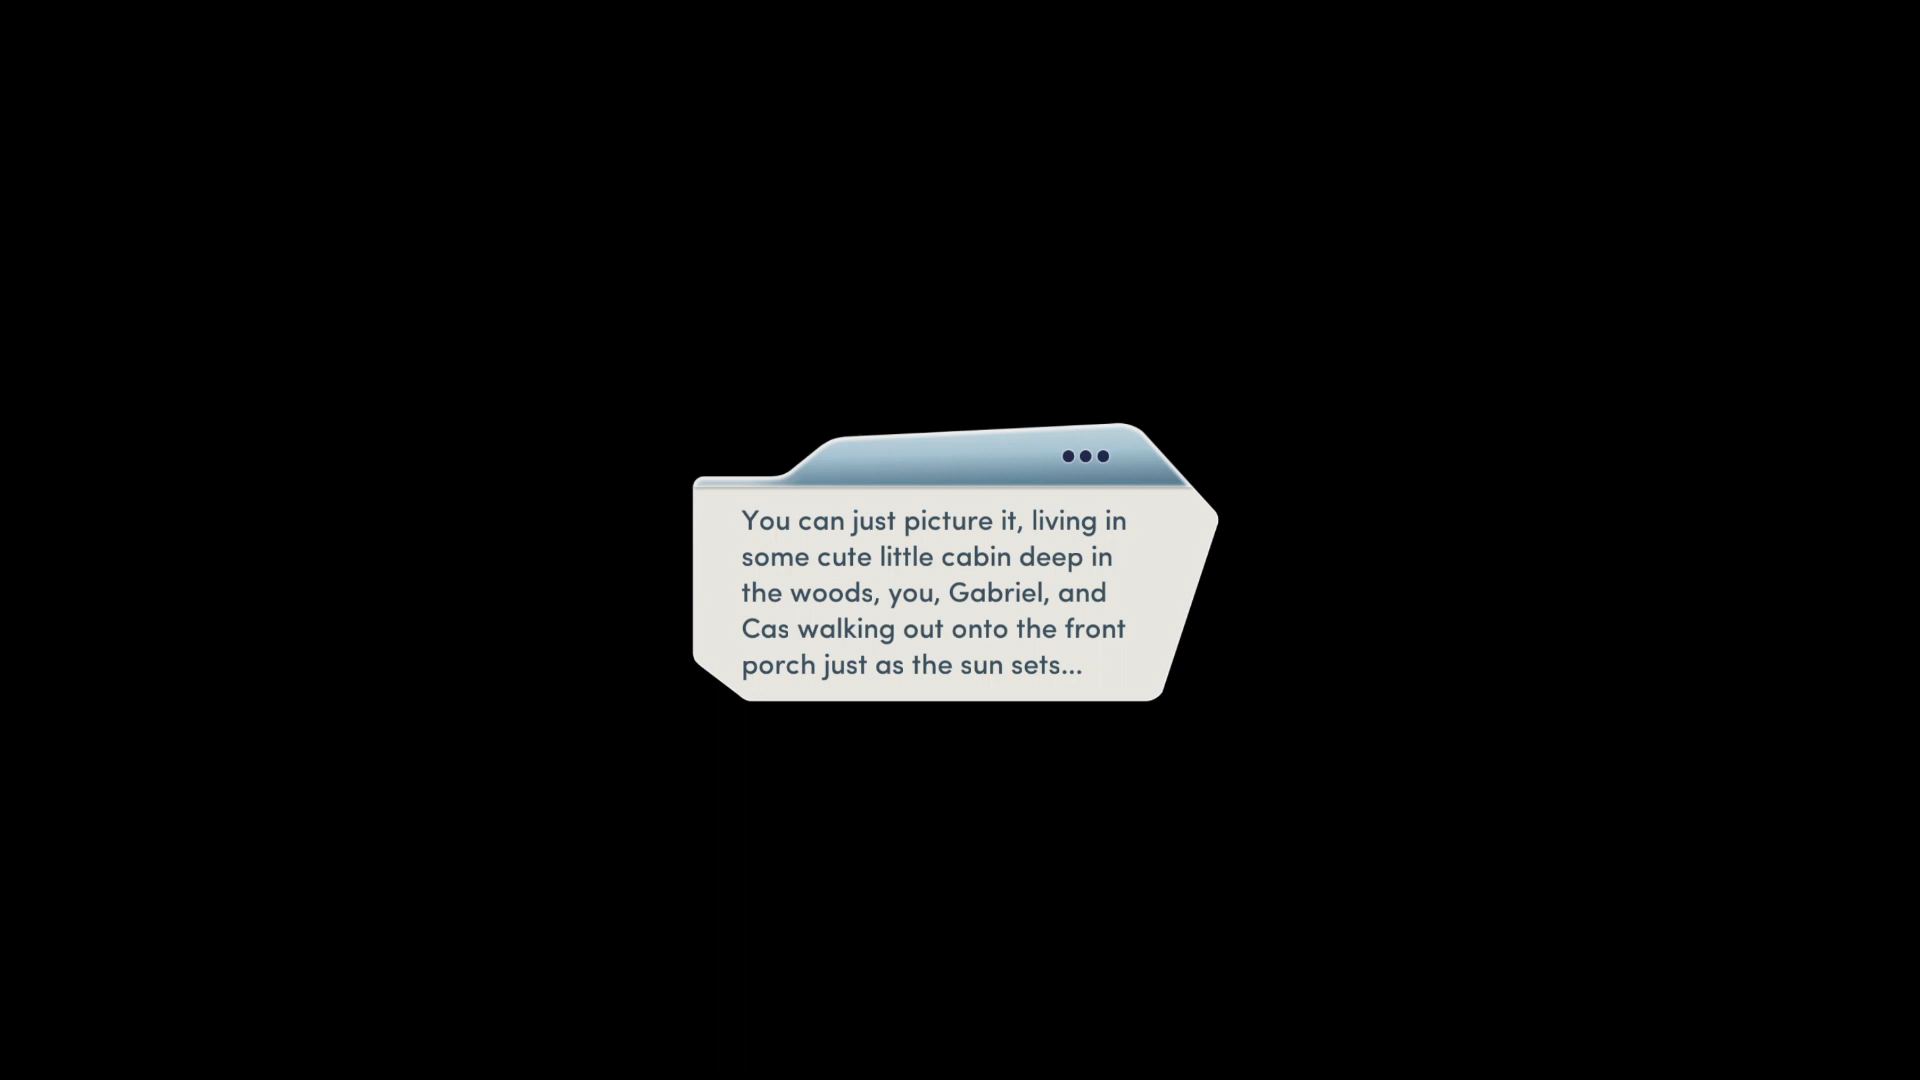 You can just picture it, living in
some cute little cabin deep in
the woods, you, Gabriel, and
Cas walking out onto the front
porch just as the sun sets...